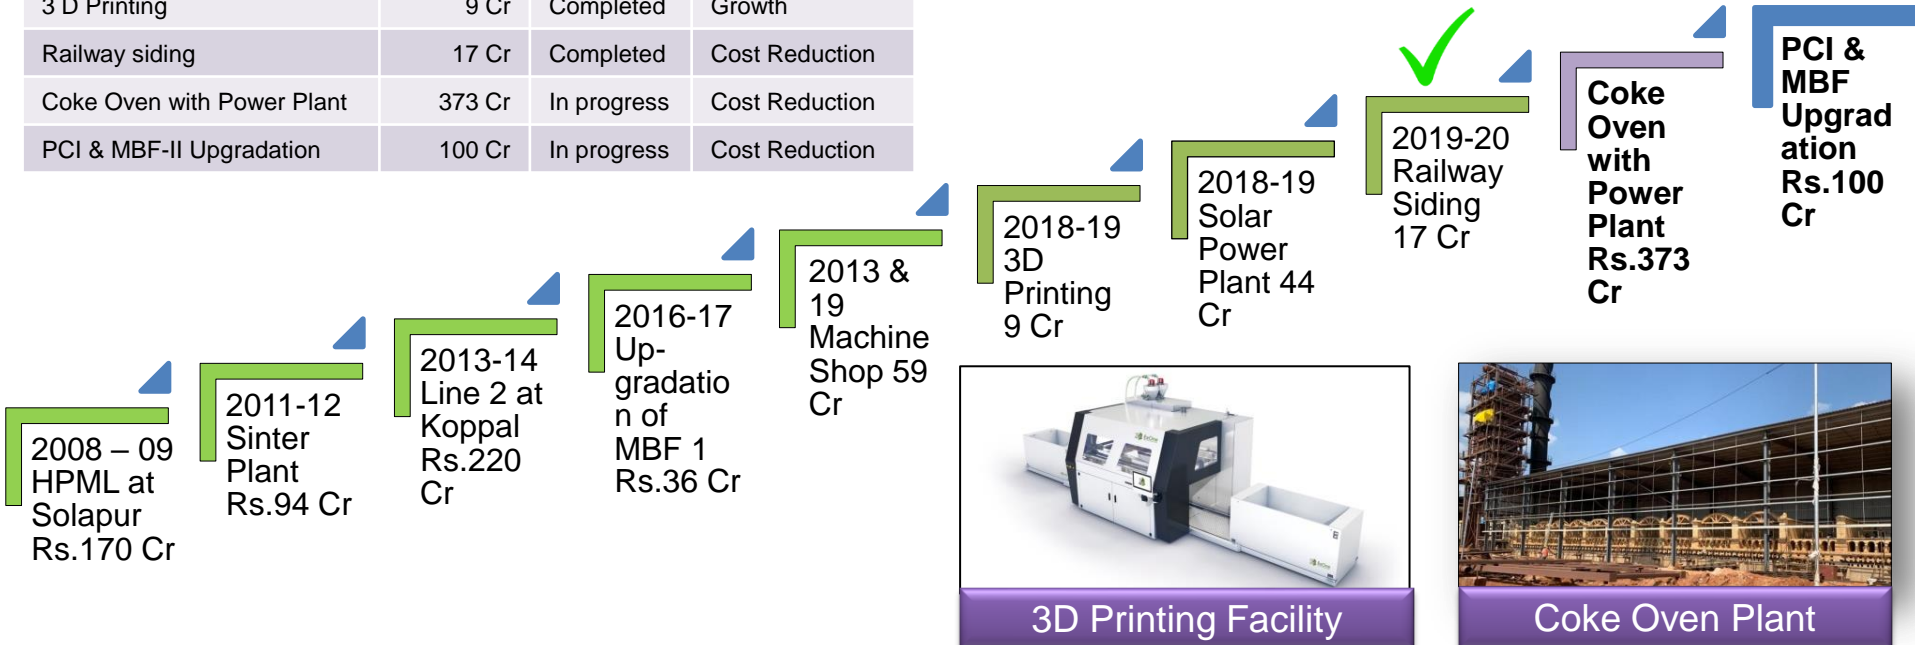 3 D Printing 9 Cr Completed Growth
Railway siding 17 Cr Completed Cost Reduction
Coke Oven with Power Plant 373 Cr In progress Cost Reduction
PCI & MBF-II Upgradation 100 Cr In progress Cost Reduction
2008 – 09
HPML at
Solapur
Rs.170 Cr
2011-12
Sinter
Plant
Rs.94 Cr
2013-14
Line 2 at
Koppal
Rs.220
Cr
2016-17
Up-
gradatio
n of
MBF 1
Rs.36 Cr
2013 &
19
Machine
Shop 59
Cr
2018-19
3D
Printing
9 Cr
2018-19
Solar
Power
Plant 44
Cr
2019-20
Railway
Siding
17 Cr
Coke
Oven
with
Power
Plant
Rs.373
Cr
PCI &
MBF
Upgrad
ation
Rs.100
Cr
ExOne
3D Printing Facility
Coke Oven Plant